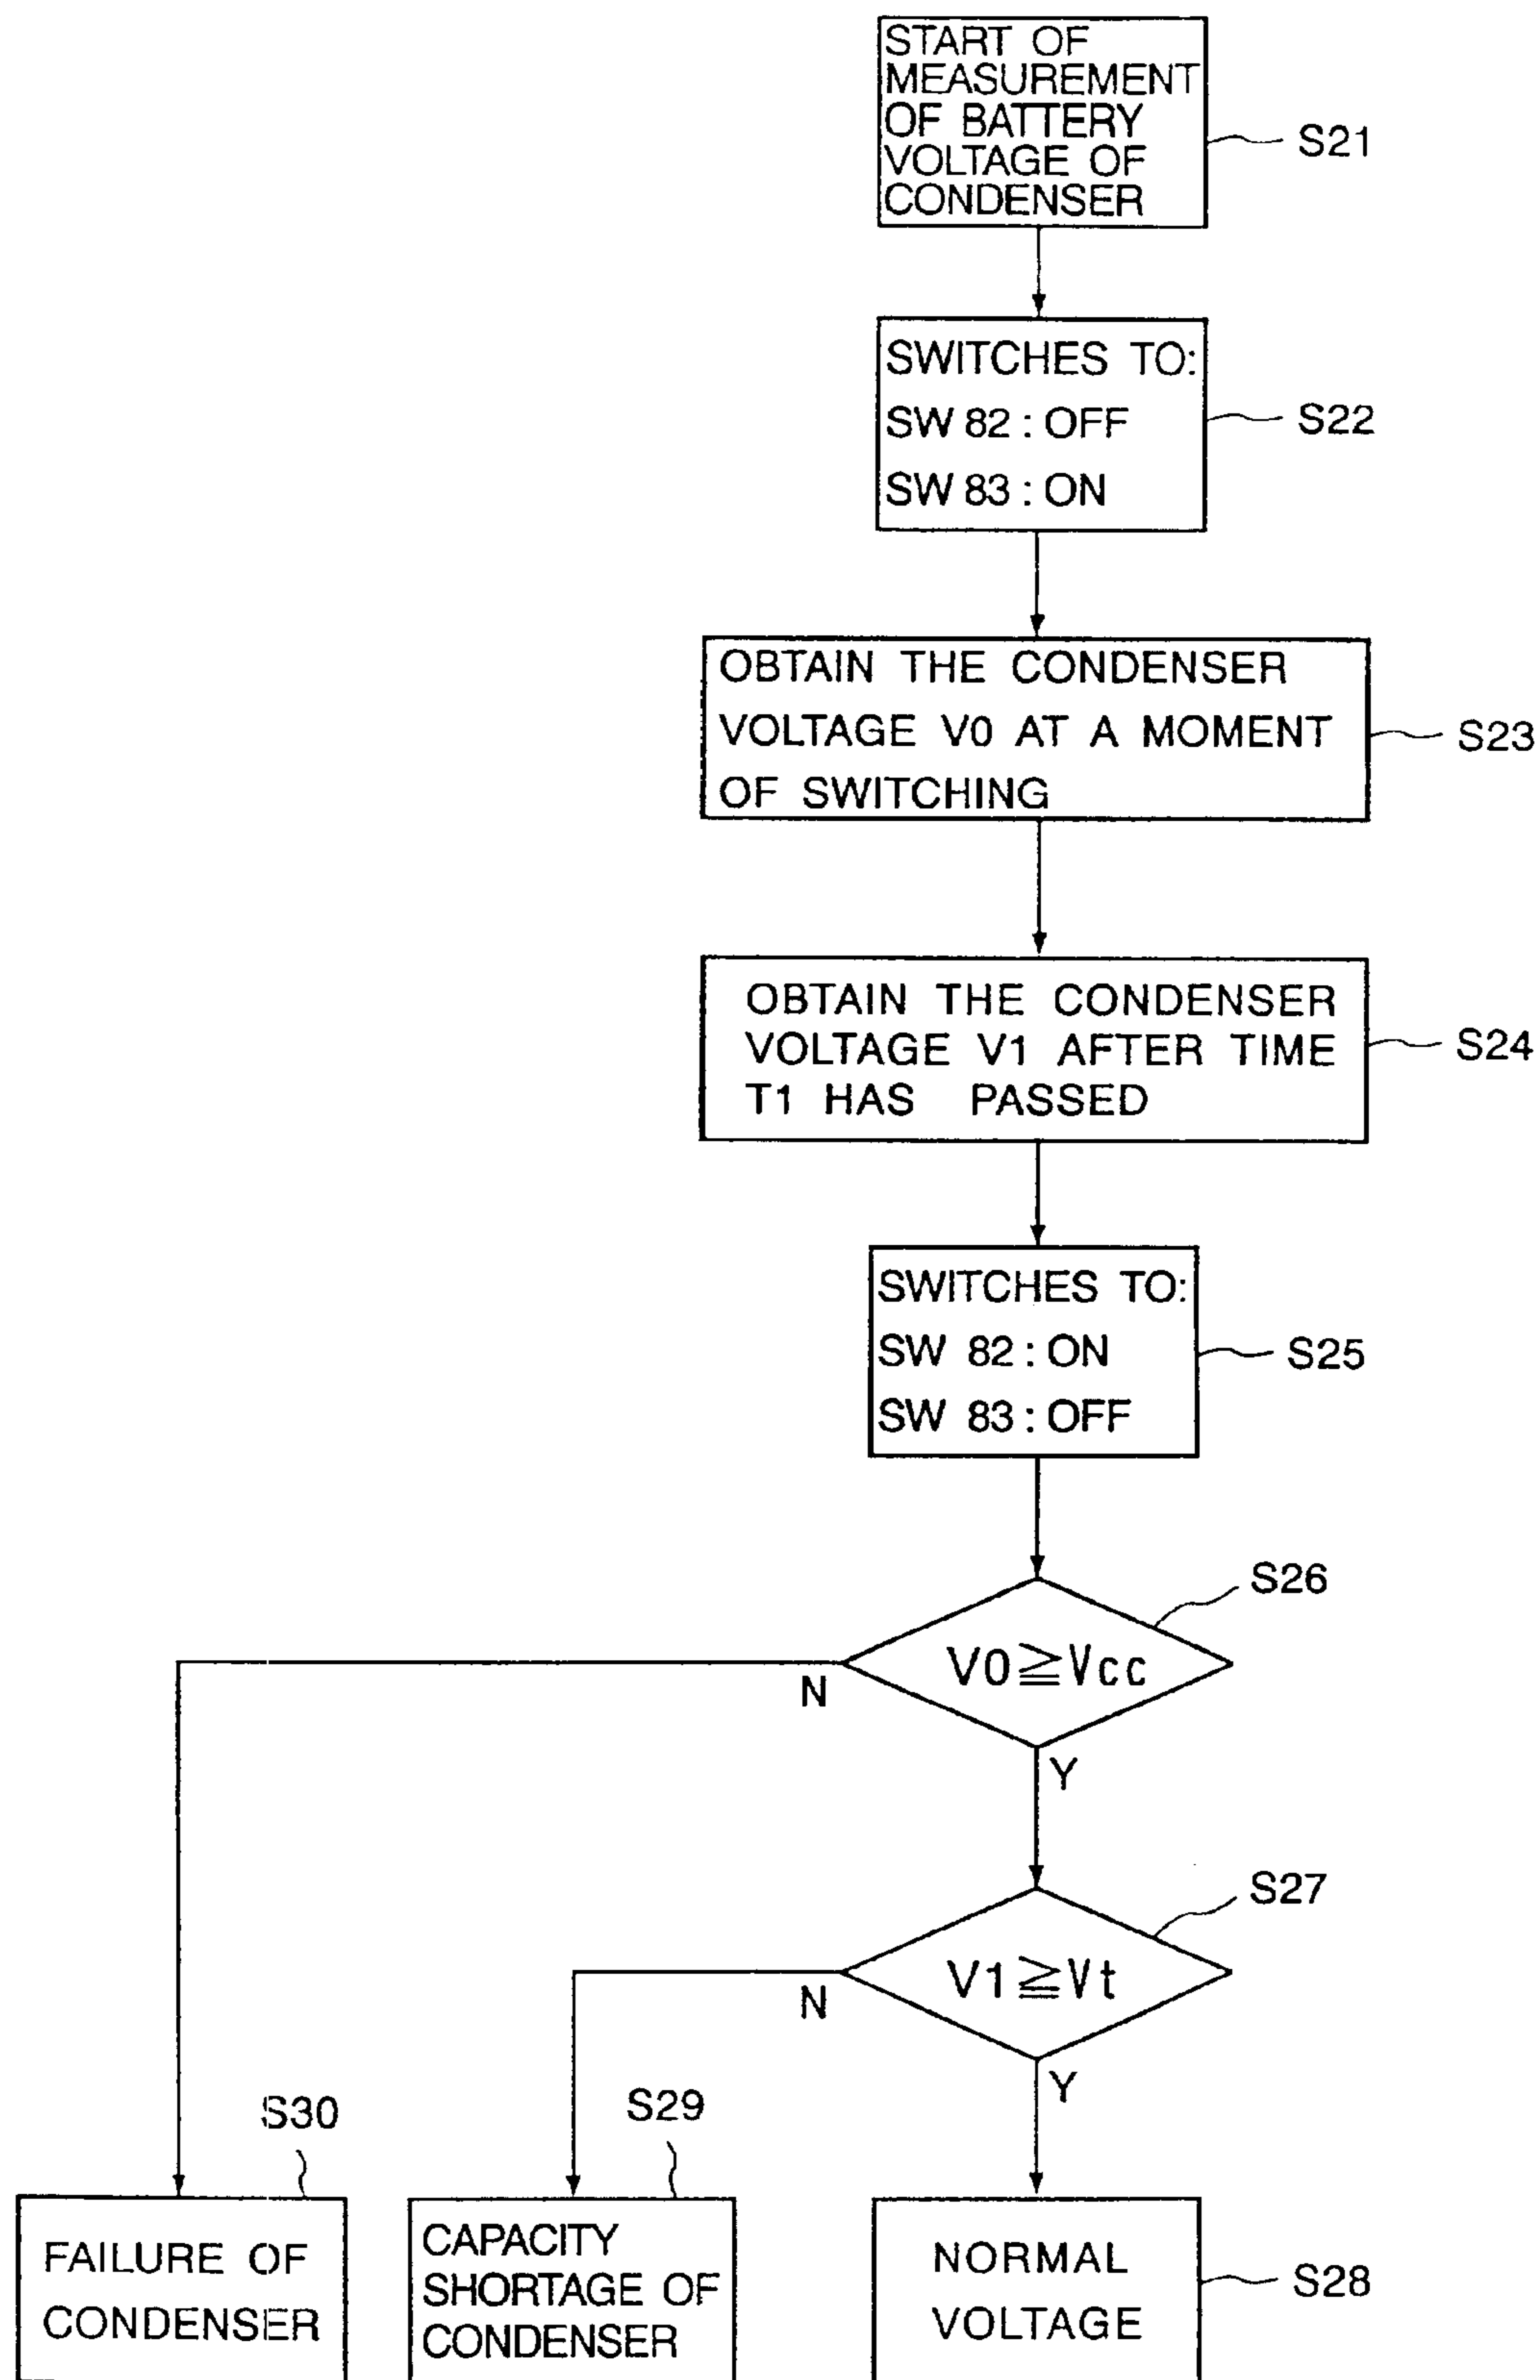 START OF
MEASUREMENT
OF BATTERY
VOLTAGE OF
CONDENSER
S21
SWITCHES TO:
SW 82 : OFF
SW 83 : ON
S22
OBTAIN THE CONDENSER
VOLTAGE V0 AT A MOMENT
OF SWITCHING
S23
OBTAIN THE CONDENSER
VOLTAGE V1 AFTER TIME
T1 HAS PASSED
S24
SWITCHES TO:
SW 82 : ON
SW 83 : OFF
S25
S26
V0≧Vcc
N
Y
S27
V1≧Vt
N
Y
S30
FAILURE OF
CONDENSER
S29
CAPACITY
SHORTAGE OF
CONDENSER
NORMAL
VOLTAGE
S28